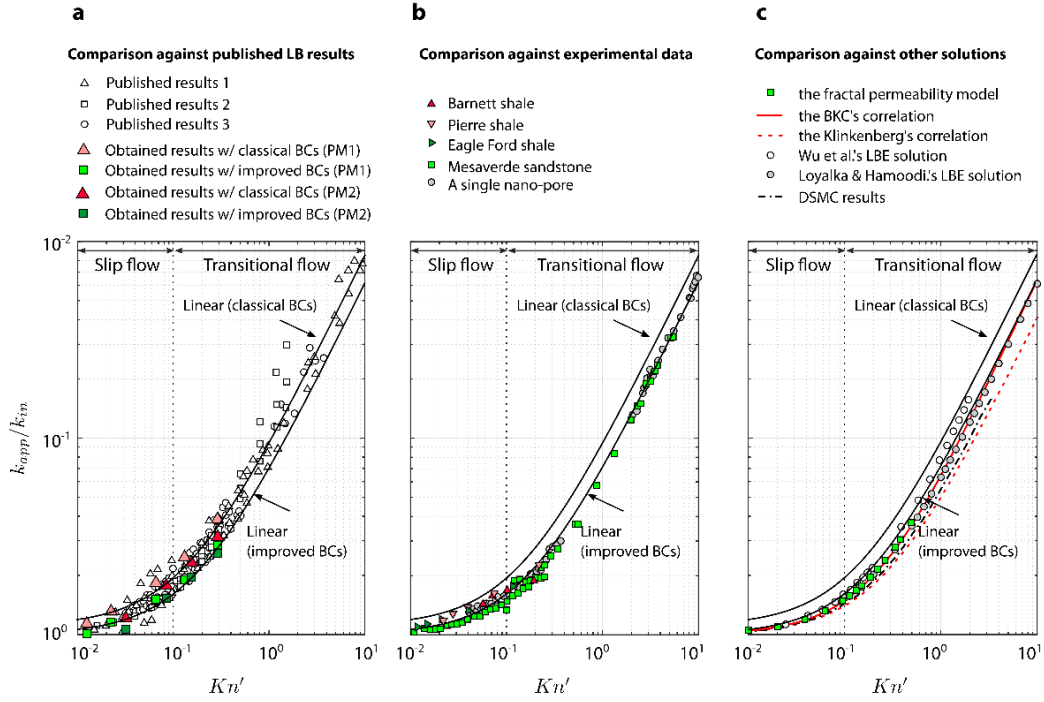 a
Comparison against published LB results
Published results 1
Published results 2
Published results 3
Obtained results w/ classical BCs (PM1)
Obtained results w/ improved BCs (PM1)
Obtained results w/ classical BCs (PM2)
Obtained results w/ improved BCs (PM2)
10^-2
10^-1
10^0
k_app/k_in
Slip flow
Transitional flow
Linear (classical BCs)
Linear
(improved BCs)
10^-2 10^-1 10^0 10^1
Kn'
b
Comparison against experimental data
Barnett shale
Pierre shale
Eagle Ford shale
Mesaverde sandstone
A single nano-pore
Slip flow
Transitional flow
Linear (classical BCs)
Linear
(improved BCs)
10^-2 10^-1 10^0 10^1
Kn'
c
Comparison against other solutions
the fractal permeability model
the BKC's correlation
the Klinkenberg's correlation
Wu et al.'s LBE solution
Loyalka & Hamoodi.'s LBE solution
DSMC results
Slip flow
Transitional flow
Linear (classical BCs)
Linear
(improved BCs)
10^-2 10^-1 10^0 10^1
Kn'